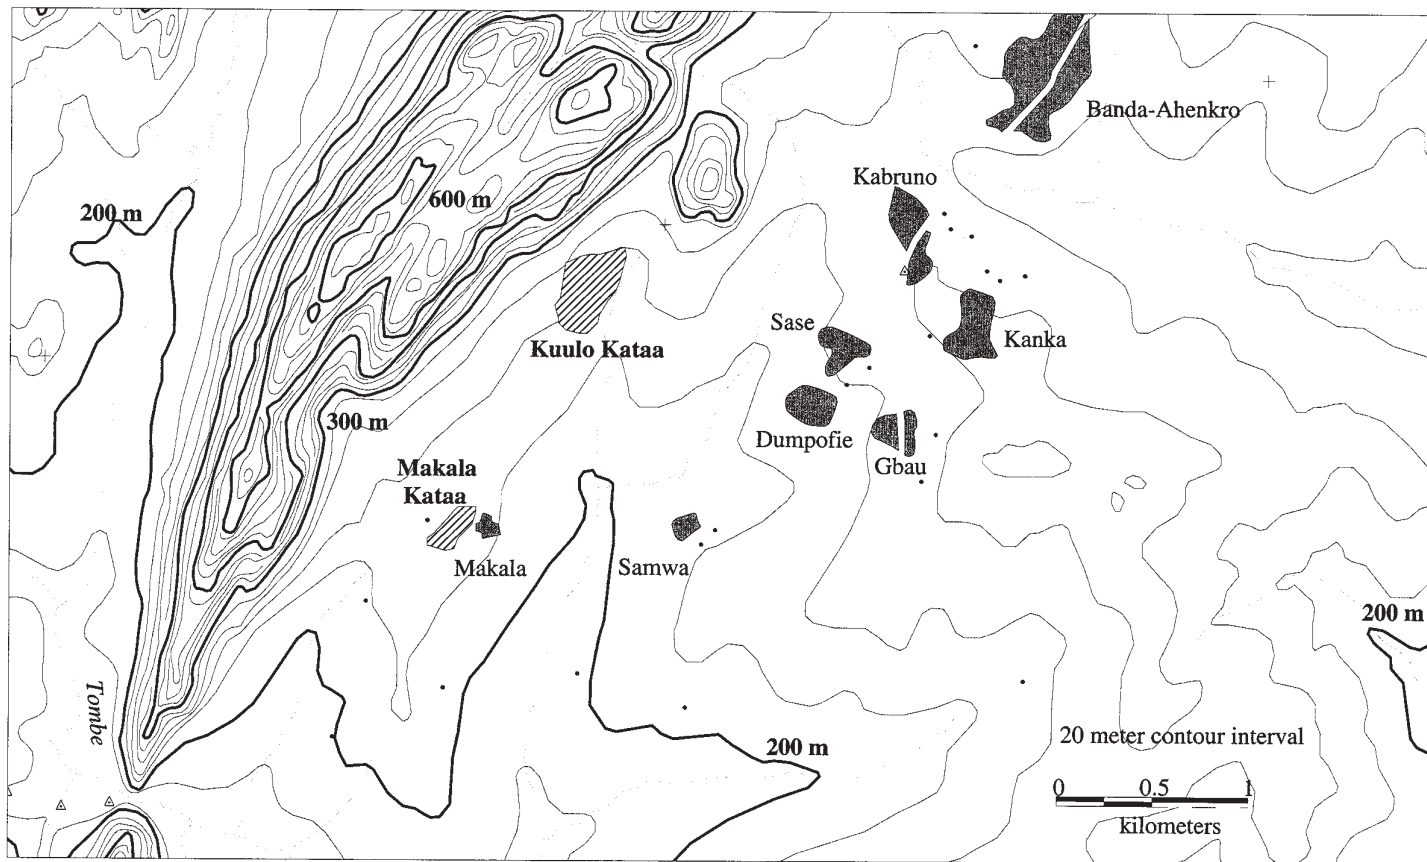 Banda-Ahenkro
Kabruno
600 m
200 m
Sase
Kanka
Kuulo Kataa
300 m
Dumpofie
Gbau
Makala
Kataa
Makala
Samwa
200 m
Tombe
20 meter contour interval
200 m
0 0.5 1
kilometers